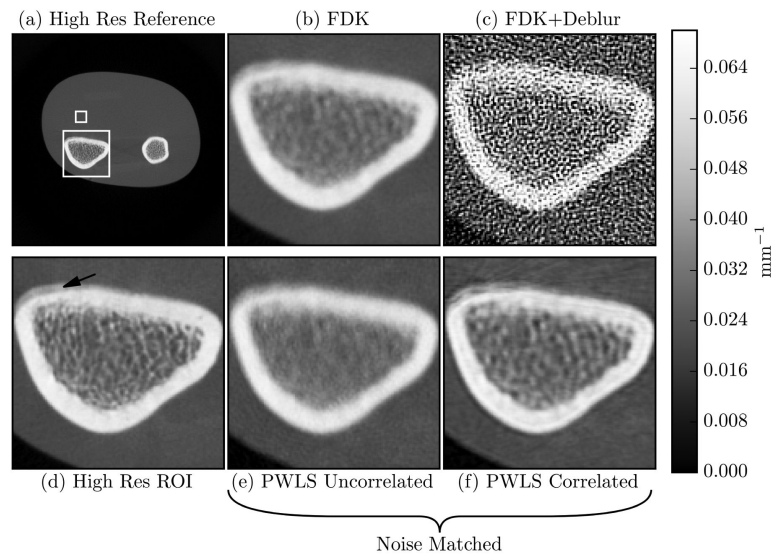 (a) High Res Reference
(b) FDK
(c) FDK+Deblur
0.064
0.056
0.048
0.040
0.032
0.024
0.016
0.008
0.000
mm⁻¹
(d) High Res ROI
(e) PWLS Uncorrelated
(f) PWLS Correlated
Noise Matched